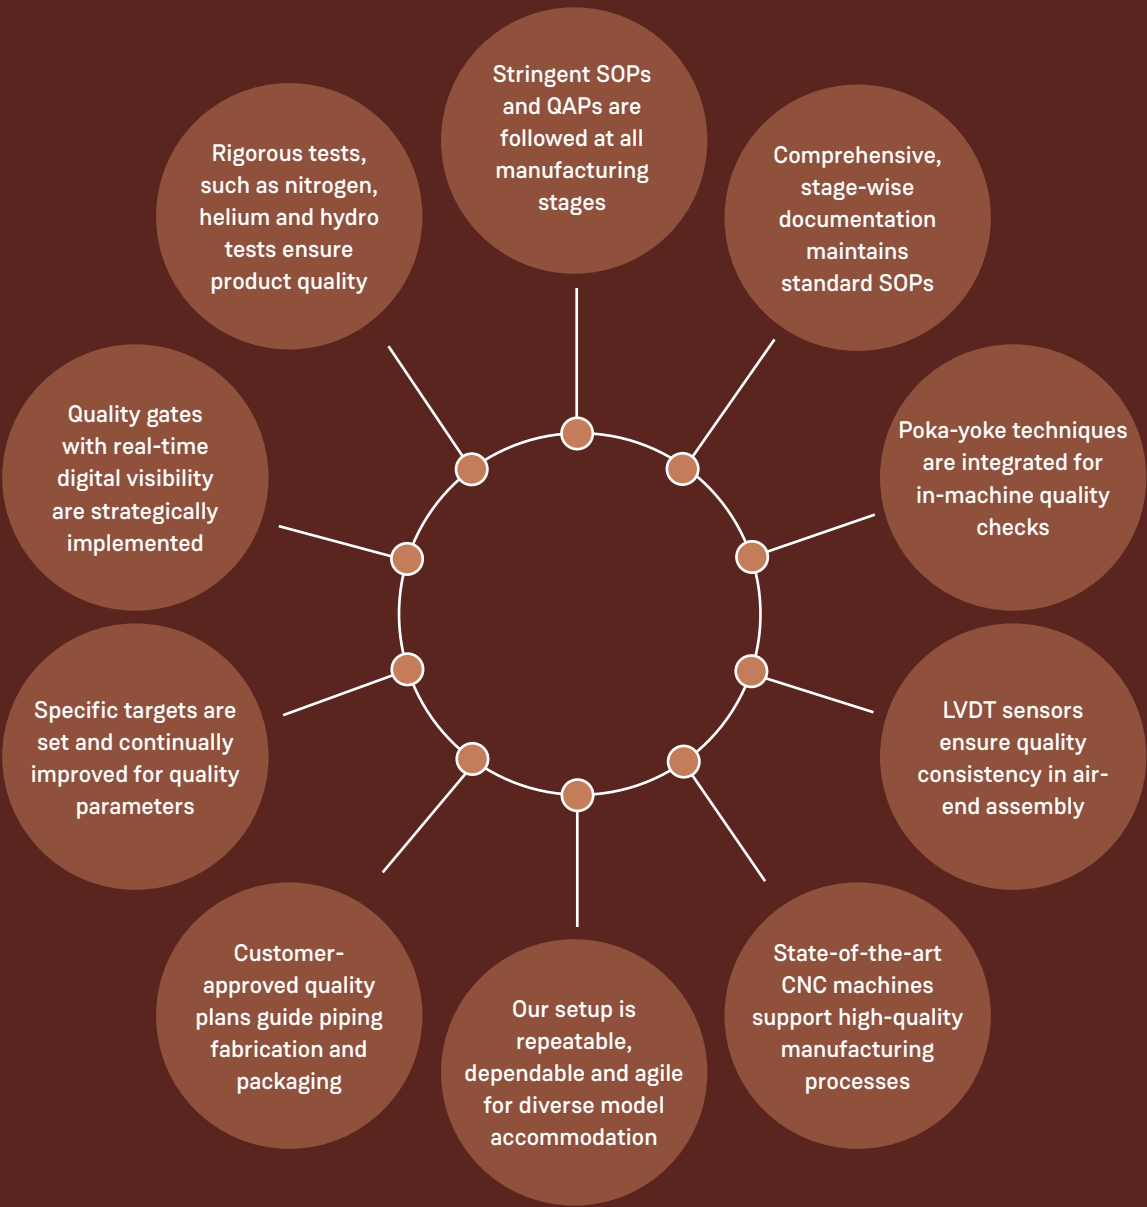 Stringent SOPs
and QAPs are
followed at all
manufacturing
stages
Comprehensive,
stage-wise
documentation
maintains
standard SOPs
Poka-yoke techniques
are integrated for
in-machine quality
checks
LVDT sensors
ensure quality
consistency in air-
end assembly
State-of-the-art
CNC machines
support high-quality
manufacturing
processes
Our setup is
repeatable,
dependable and agile
for diverse model
accommodation
Customer-
approved quality
plans guide piping
fabrication and
packaging
Specific targets are
set and continually
improved for quality
parameters
Quality gates
with real-time
digital visibility
are strategically
implemented
Rigorous tests,
such as nitrogen,
helium and hydro
tests ensure
product quality